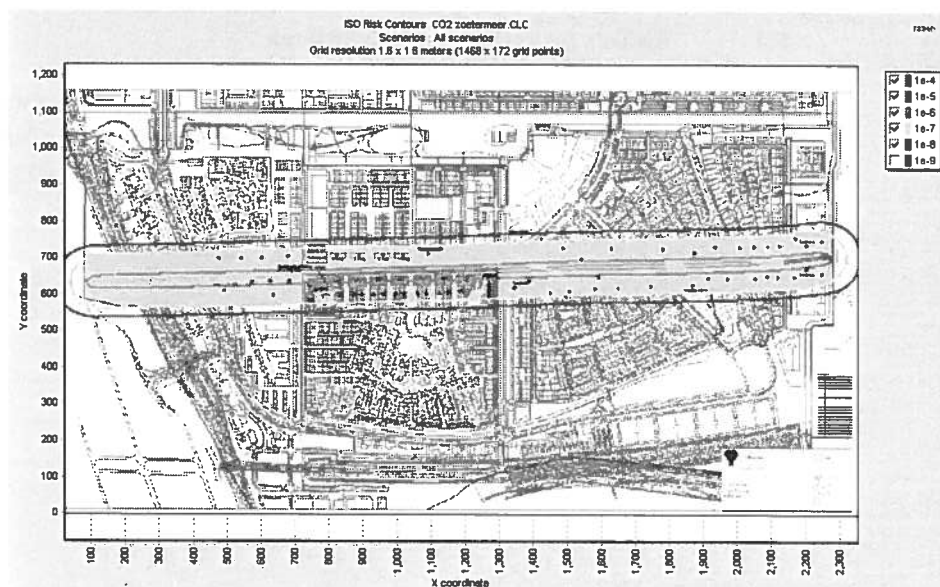 ISO Risk Contours CO2 zoetermeer.CLC
Scenarios : All scenarios
Grid resolution 1.6 x 1.6 meters (1468 x 172 grid points)
1e-4
1e-5
1e-6
1e-7
1e-8
1e-9
Y coordinate
1,200
1,100
1,000
900
800
700
600
500
400
300
200
100
0
100 200 300 400 500 600 700 800 900 1,000 1,100 1,200 1,300 1,400 1,500 1,600 1,700 1,800 1,900 2,000 2,100 2,200 2,300
X coordinate